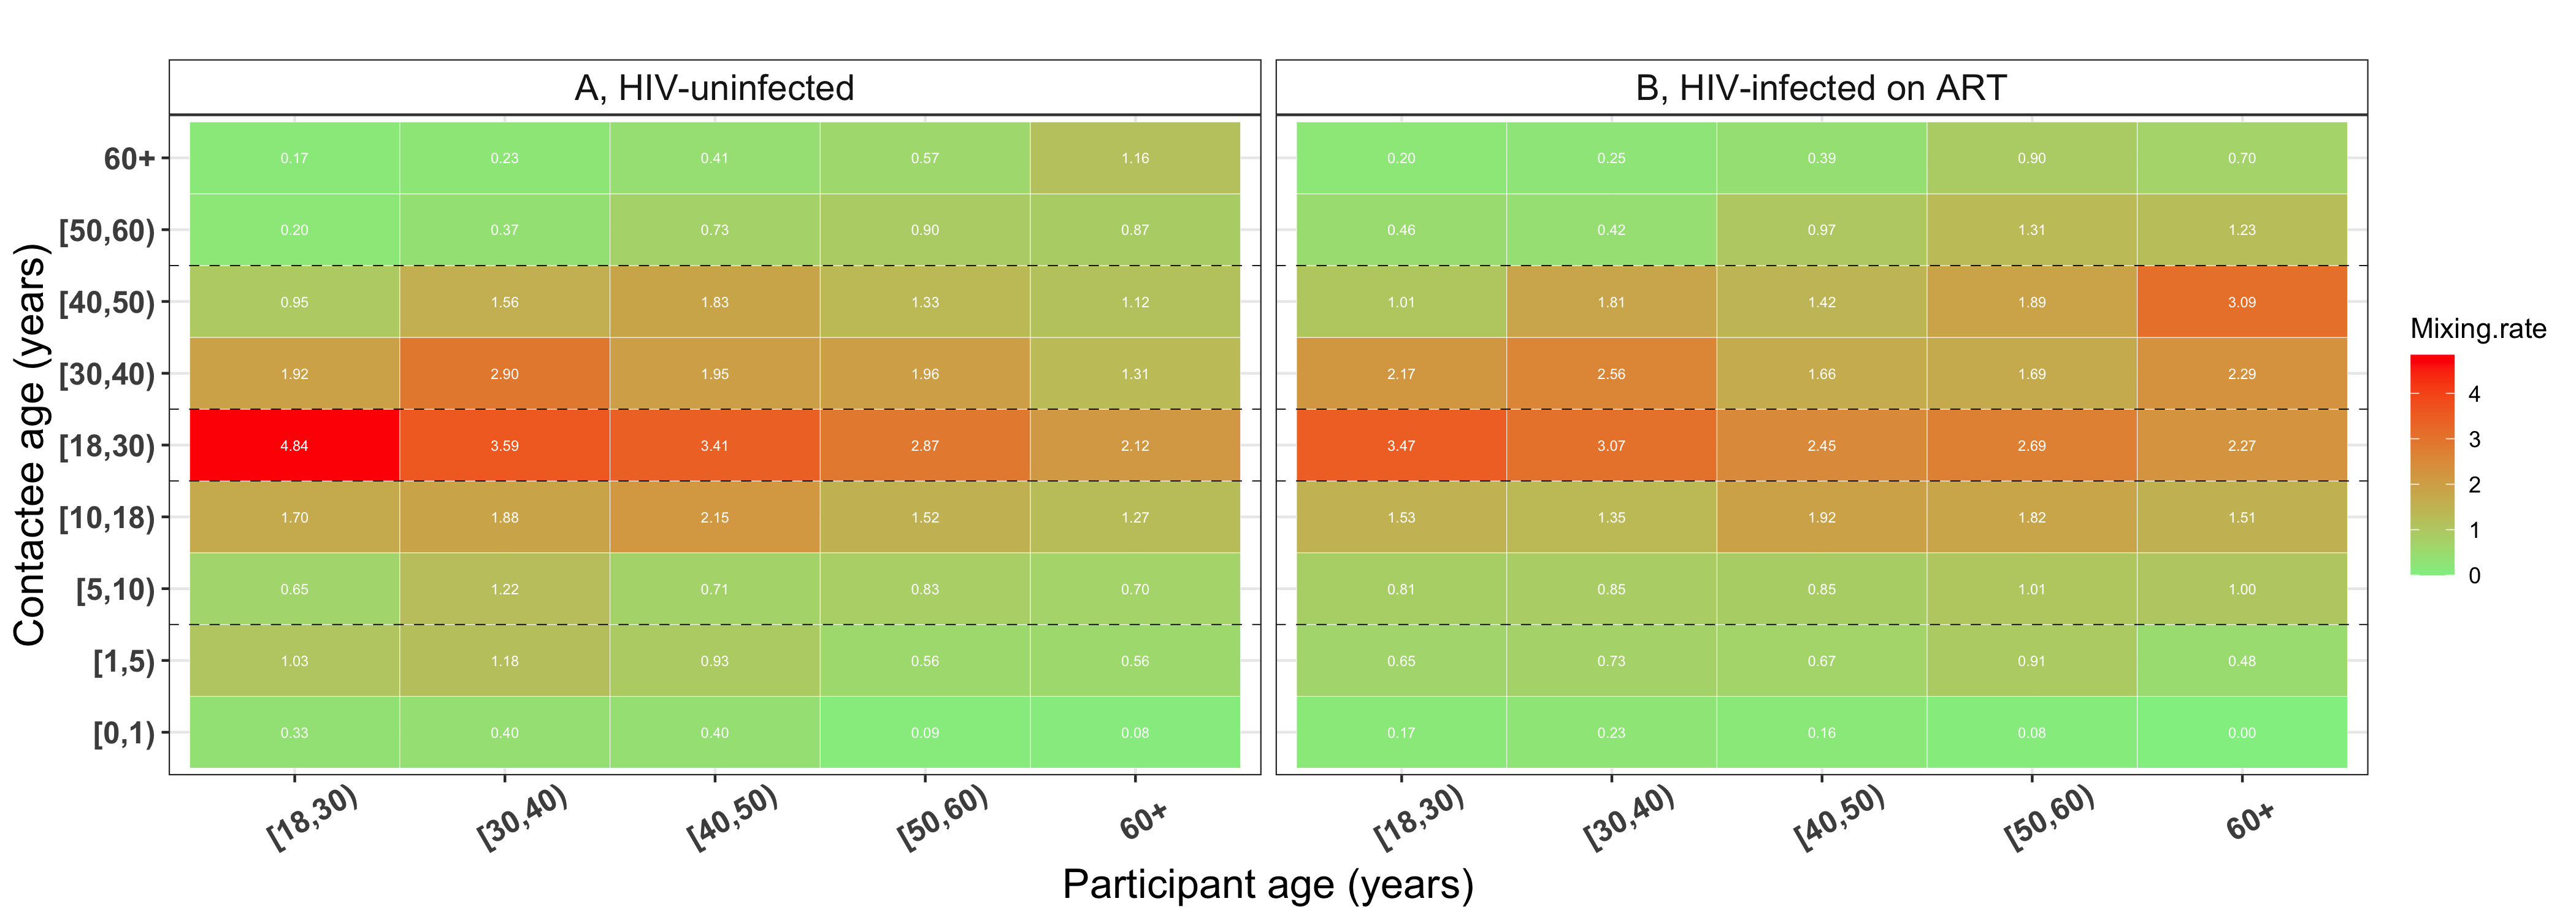 A, HIV-uninfected
B, HIV-infected on ART
Contactee age (years)
60+ 0.17 0.23 0.41 0.57 1.16 0.20 0.25 0.39 0.90 0.70
[50,60) 0.20 0.37 0.73 0.90 0.87 0.46 0.42 0.97 1.31 1.23
[40,50) 0.95 1.56 1.83 1.33 1.12 1.01 1.81 1.42 1.89 3.09
[30,40) 1.92 2.90 1.95 1.96 1.31 2.17 2.56 1.66 1.69 2.29
[18,30) 4.84 3.59 3.41 2.87 2.12 3.47 3.07 2.45 2.69 2.27
[10,18) 1.70 1.88 2.15 1.52 1.27 1.53 1.35 1.92 1.82 1.51
[5,10) 0.65 1.22 0.71 0.83 0.70 0.81 0.85 0.85 1.01 1.00
[1,5) 1.03 1.18 0.93 0.56 0.56 0.65 0.73 0.67 0.91 0.48
[0,1) 0.33 0.40 0.40 0.09 0.08 0.17 0.23 0.16 0.08 0.00
[18,30) [30,40) [40,50) [50,60) 60+ [18,30) [30,40) [40,50) [50,60) 60+
Participant age (years)
Mixing.rate
4
3
2
1
0